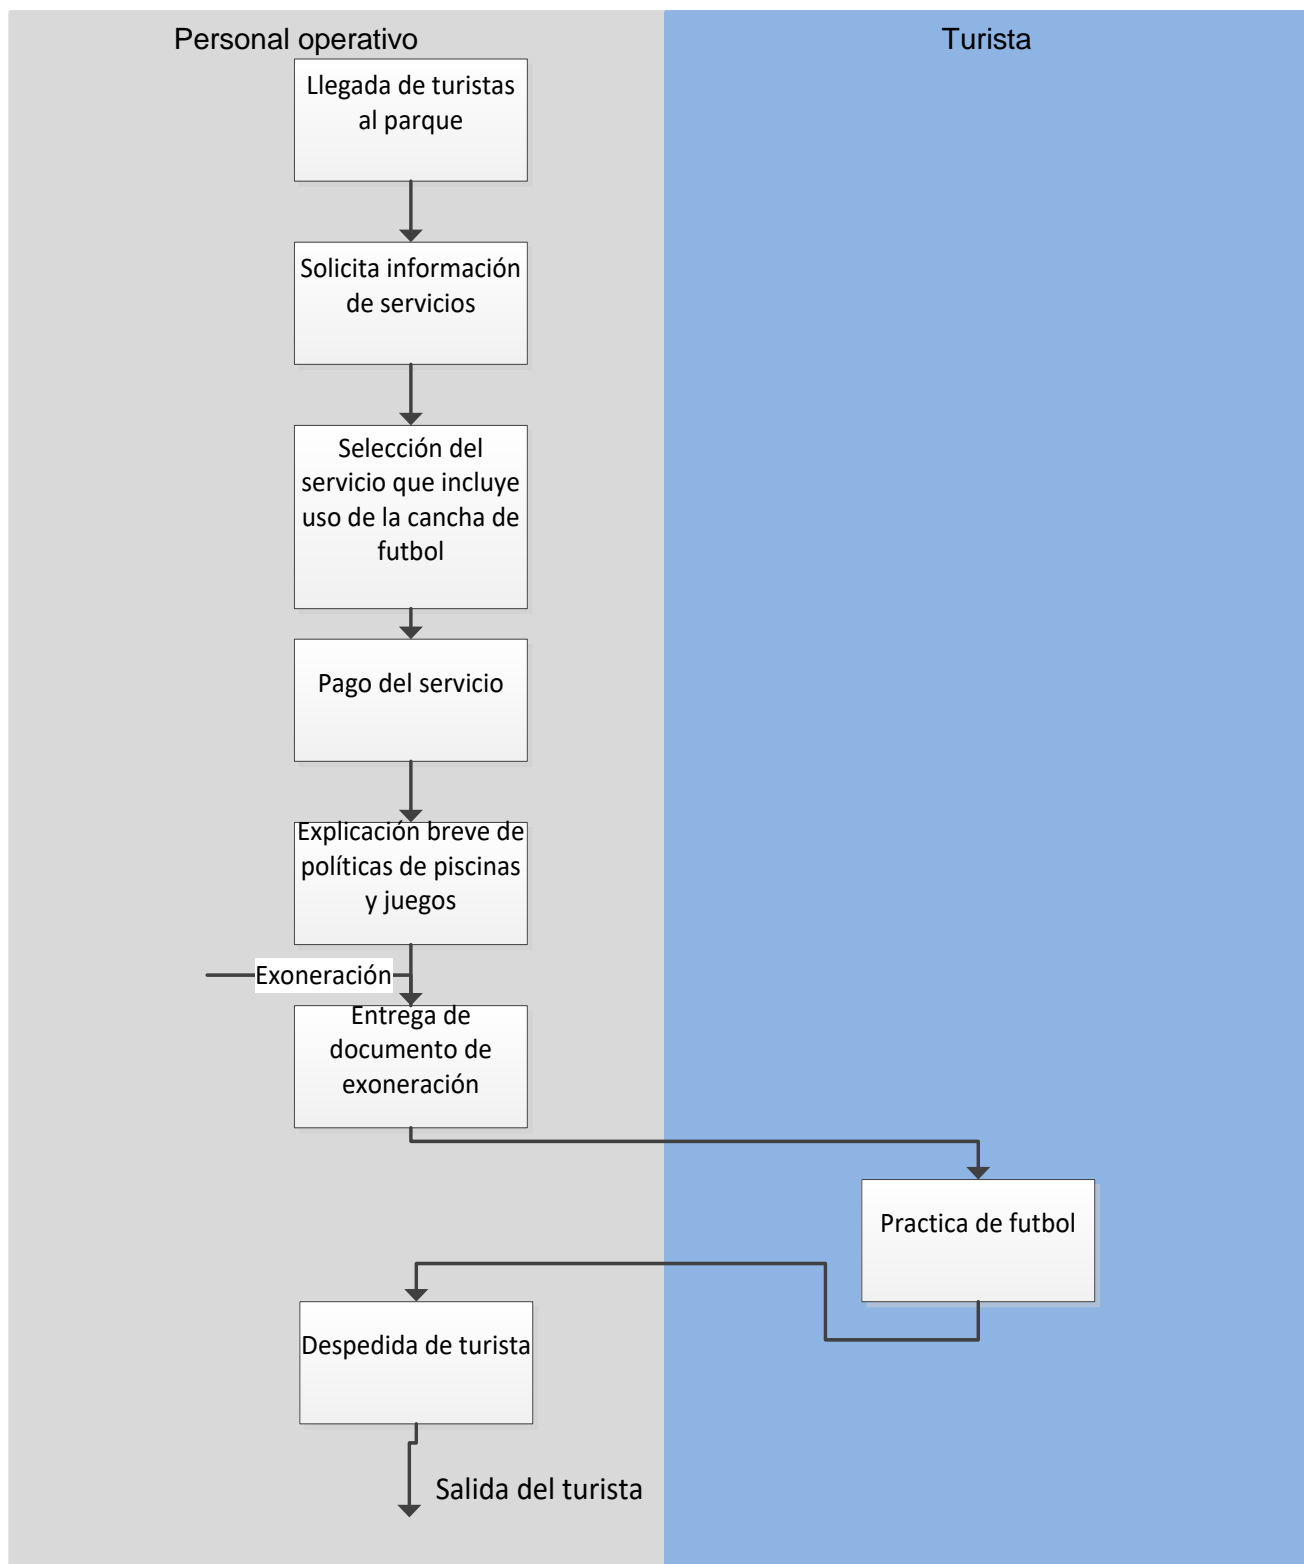 Personal operativo
Turista
Llegada de turistas
al parque
Solicita información
de servicios
Selección del
servicio que incluye
uso de la cancha de
futbol
Pago del servicio
Explicación breve de
políticas de piscinas
y juegos
Exoneración
Entrega de
documento de
exoneración
Practica de futbol
Despedida de turista
Salida del turista